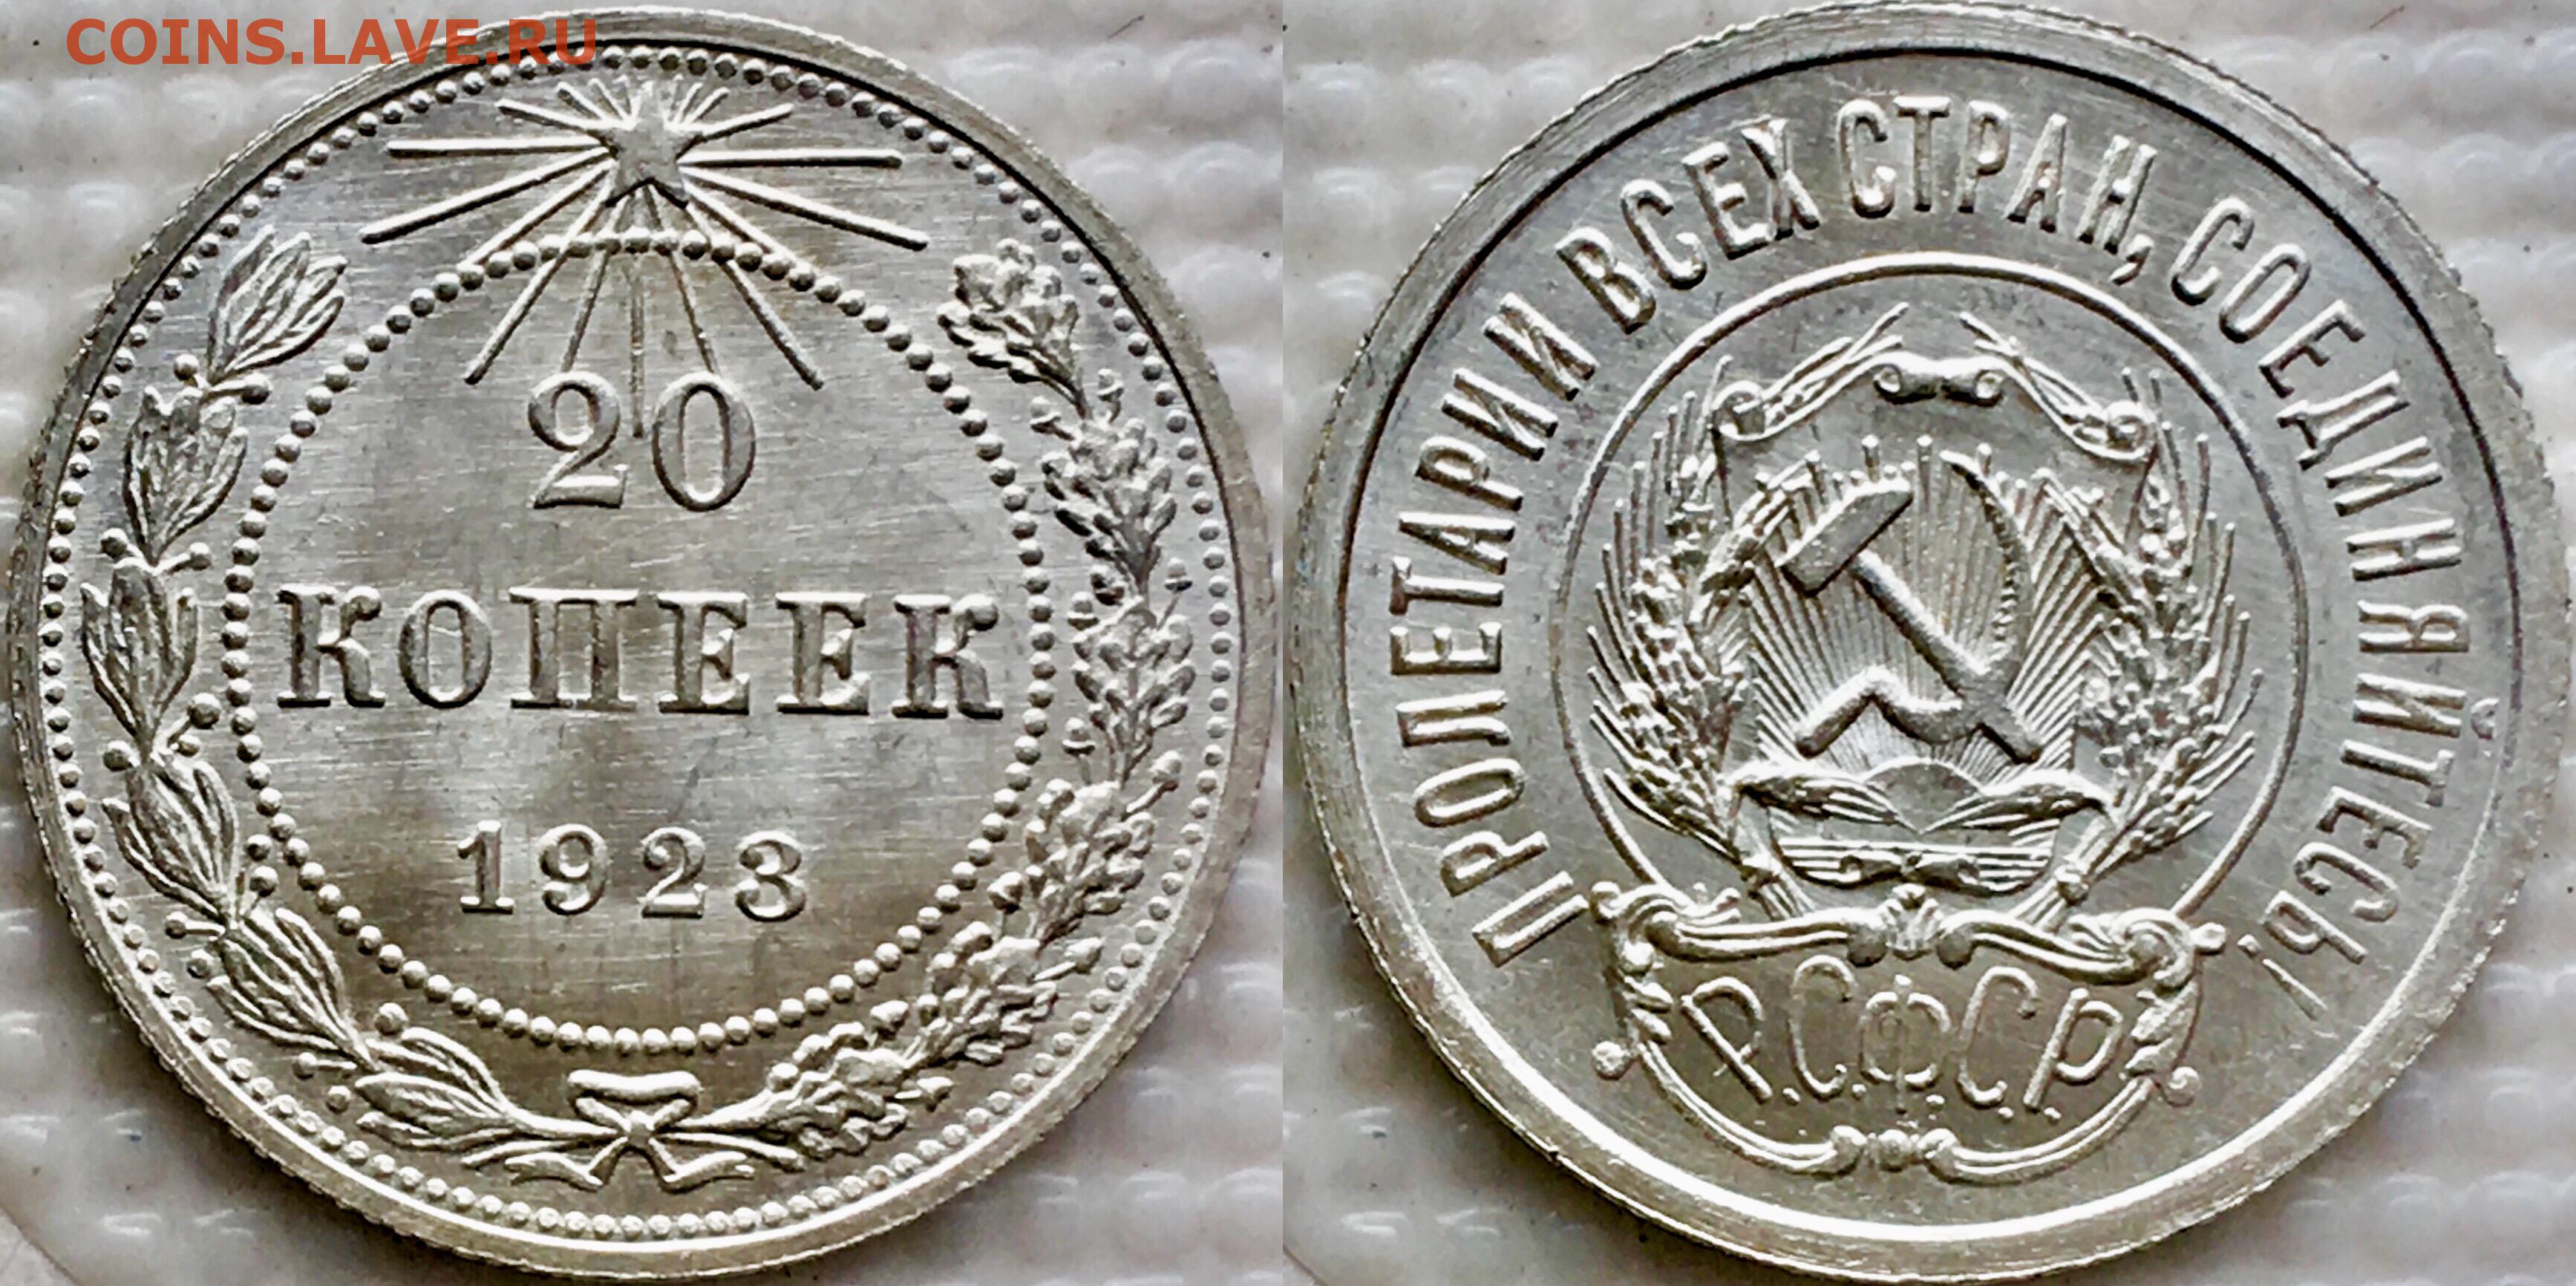 COINS.LAVE.RU
20
КОПЕЕК
1923
ПРОЛЕТАРИИ ВСЕХ СТРАН, СОЕДИНЯЙТЕСЬ!
Р.С.Ф.С.Р.